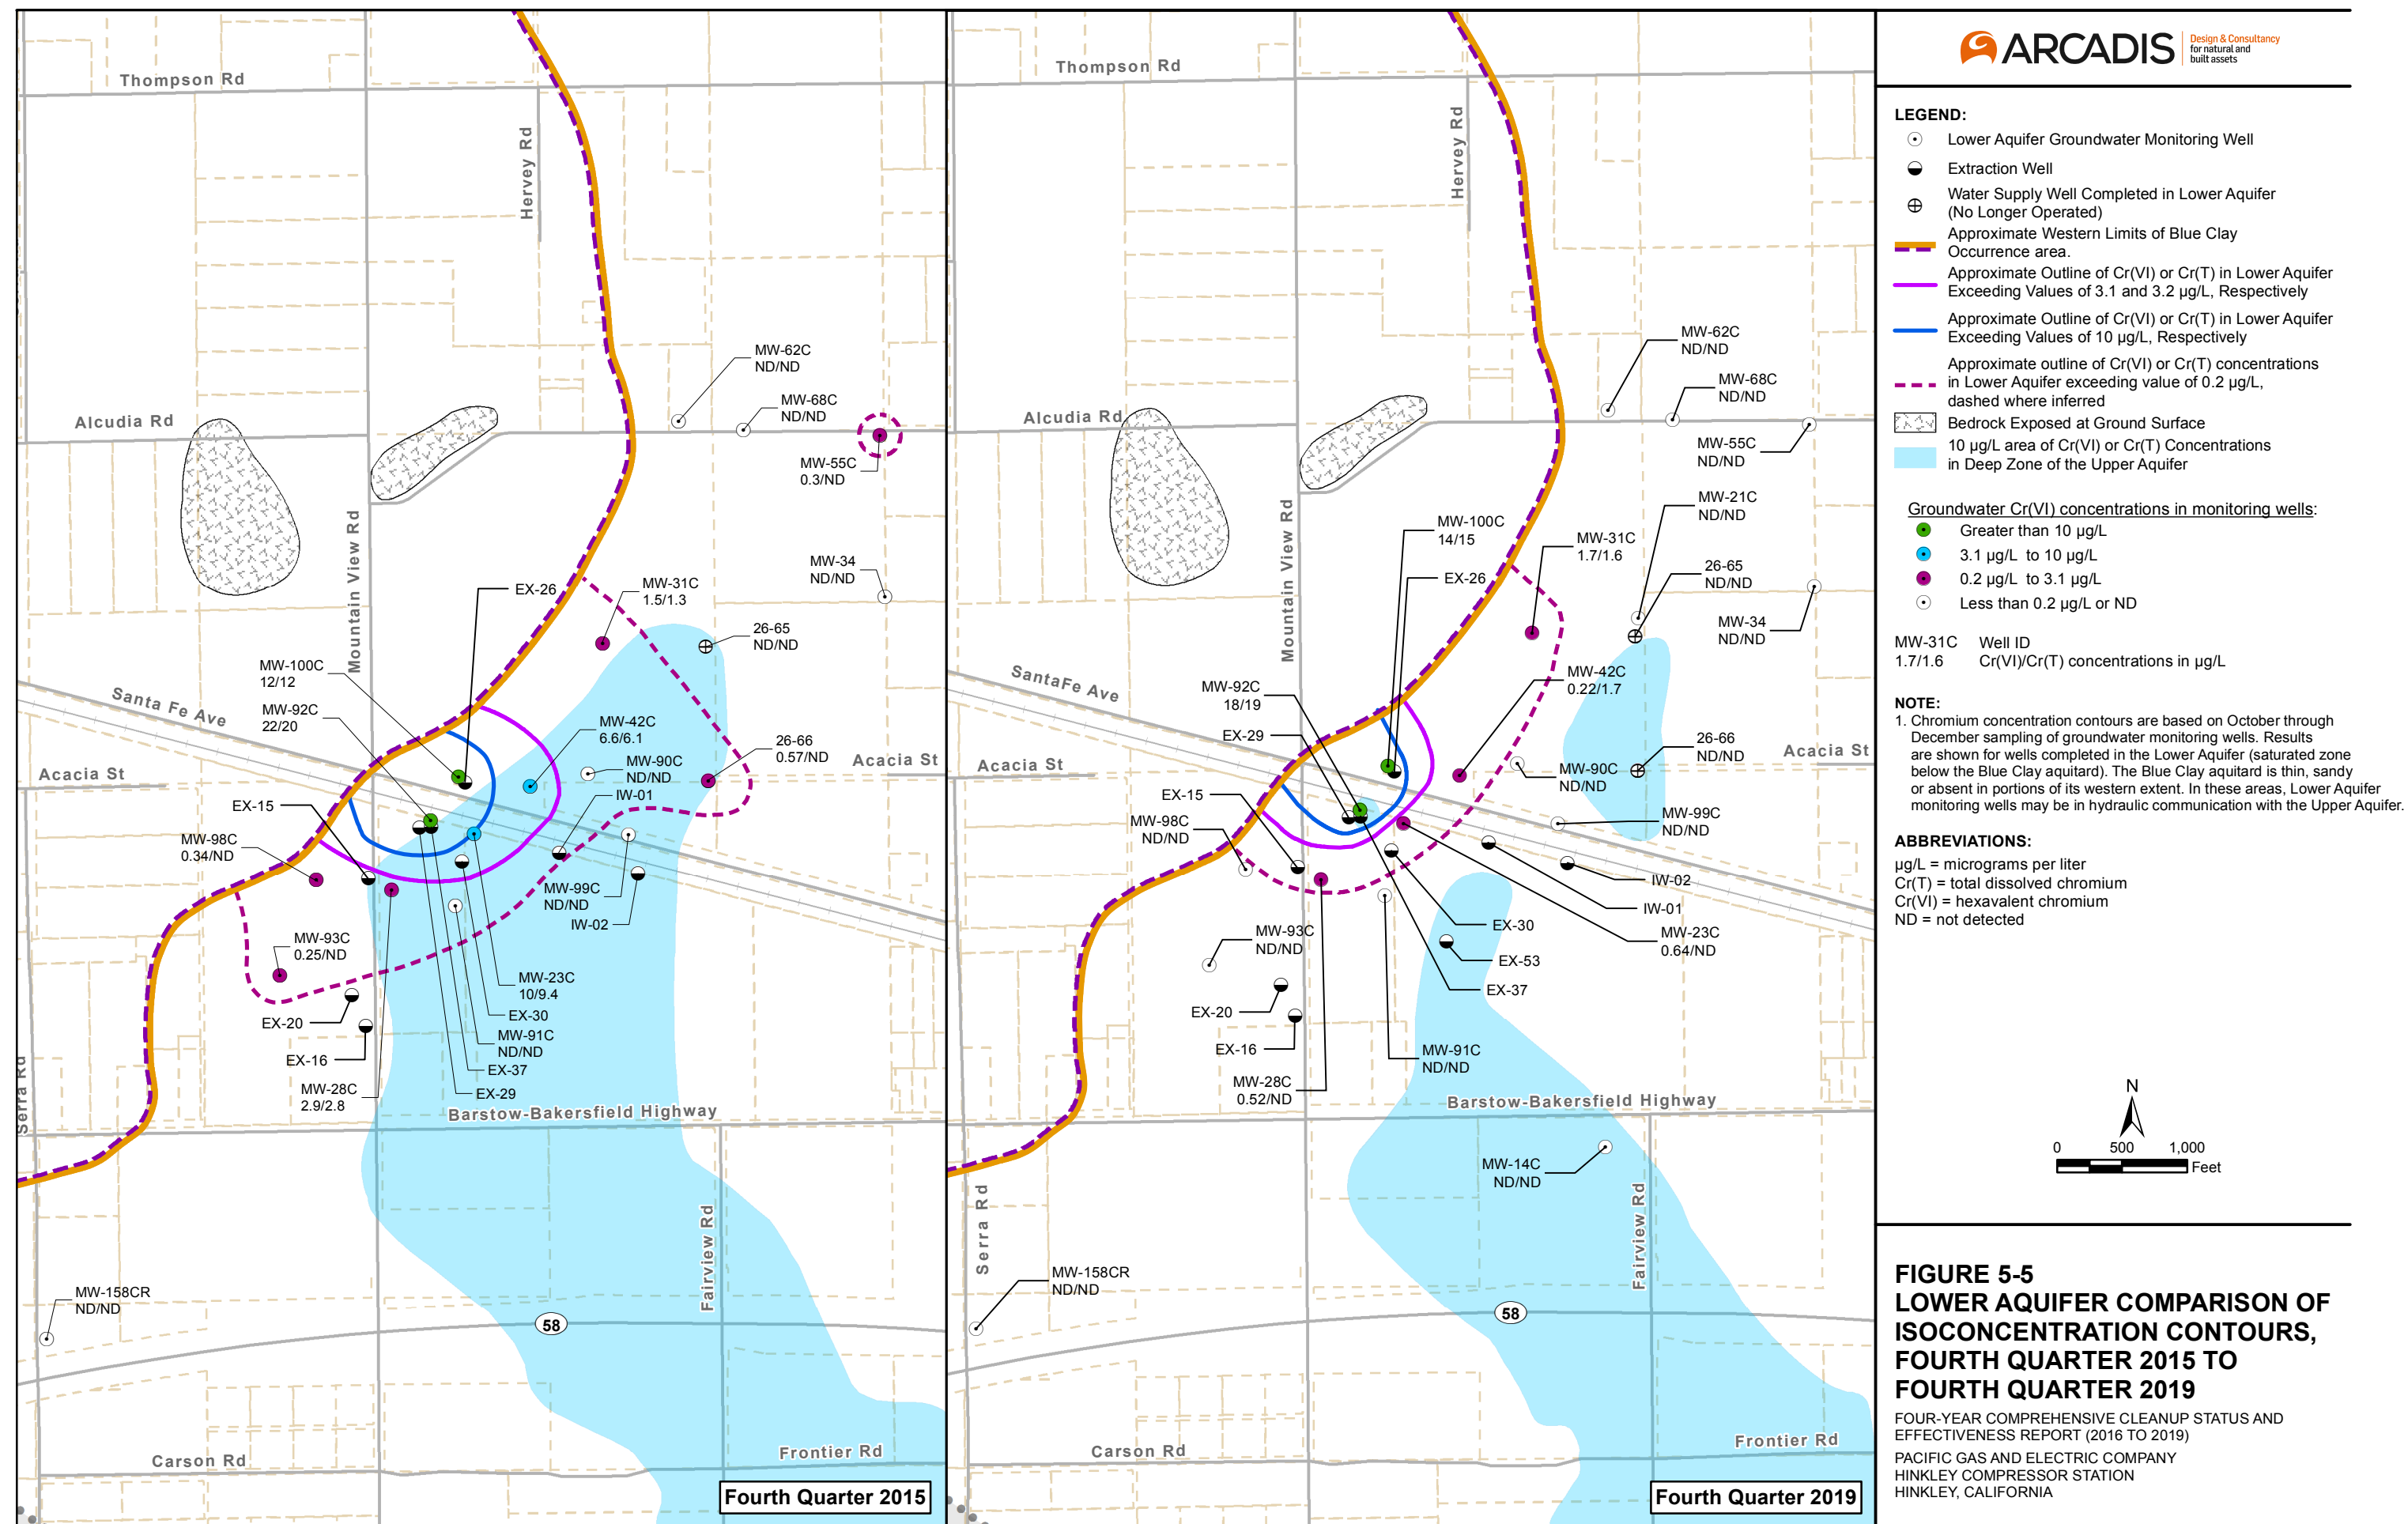 Thompson Rd
Hervey Rd
MW-62C
ND/ND
MW-68C
ND/ND
Alcudia Rd
MW-55C
0.3/ND
Mountain View Rd
MW-34
ND/ND
EX-26
MW-31C
1.5/1.3
26-65
ND/ND
MW-100C
12/12
Santa Fe Ave
MW-92C
22/20
MW-42C
6.6/6.1
26-66
0.57/ND
MW-90C
ND/ND
Acacia St
Acacia St
IW-01
EX-15
MW-98C
0.34/ND
MW-99C
ND/ND
IW-02
MW-93C
0.25/ND
MW-23C
10/9.4
EX-20
EX-30
MW-91C
ND/ND
EX-16
EX-37
MW-28C
2.9/2.8
EX-29
Serra Rd
Barstow-Bakersfield Highway
Fairview Rd
MW-158CR
ND/ND
58
Carson Rd
Frontier Rd
Fourth Quarter 2015
Thompson Rd
Hervey Rd
MW-62C
ND/ND
MW-68C
ND/ND
Alcudia Rd
MW-55C
ND/ND
MW-21C
ND/ND
Mountain View Rd
MW-100C
14/15
MW-31C
1.7/1.6
EX-26
26-65
ND/ND
MW-34
ND/ND
SantaFe Ave
MW-92C
18/19
MW-42C
0.22/1.7
EX-29
26-66
ND/ND
Acacia St
Acacia St
MW-90C
ND/ND
EX-15
MW-98C
ND/ND
MW-99C
ND/ND
IW-02
IW-01
EX-30
MW-93C
ND/ND
MW-23C
0.64/ND
EX-53
EX-37
EX-20
EX-16
MW-91C
ND/ND
MW-28C
0.52/ND
Barstow-Bakersfield Highway
MW-14C
ND/ND
Serra Rd
Fairview Rd
MW-158CR
ND/ND
58
Carson Rd
Frontier Rd
Fourth Quarter 2019
ARCADIS
Design & Consultancy
for natural and
built assets
LEGEND:
Lower Aquifer Groundwater Monitoring Well
Extraction Well
Water Supply Well Completed in Lower Aquifer
(No Longer Operated)
Approximate Western Limits of Blue Clay
Occurrence area.
Approximate Outline of Cr(VI) or Cr(T) in Lower Aquifer
Exceeding Values of 3.1 and 3.2 µg/L, Respectively
Approximate Outline of Cr(VI) or Cr(T) in Lower Aquifer
Exceeding Values of 10 µg/L, Respectively
Approximate outline of Cr(VI) or Cr(T) concentrations
in Lower Aquifer exceeding value of 0.2 µg/L,
dashed where inferred
Bedrock Exposed at Ground Surface
10 µg/L area of Cr(VI) or Cr(T) Concentrations
in Deep Zone of the Upper Aquifer
Groundwater Cr(VI) concentrations in monitoring wells:
Greater than 10 µg/L
3.1 µg/L to 10 µg/L
0.2 µg/L to 3.1 µg/L
Less than 0.2 µg/L or ND
MW-31C Well ID
1.7/1.6 Cr(VI)/Cr(T) concentrations in µg/L
NOTE:
1. Chromium concentration contours are based on October through
December sampling of groundwater monitoring wells. Results
are shown for wells completed in the Lower Aquifer (saturated zone
below the Blue Clay aquitard). The Blue Clay aquitard is thin, sandy
or absent in portions of its western extent. In these areas, Lower Aquifer
monitoring wells may be in hydraulic communication with the Upper Aquifer.
ABBREVIATIONS:
µg/L = micrograms per liter
Cr(T) = total dissolved chromium
Cr(VI) = hexavalent chromium
ND = not detected
N
0 500 1,000
Feet
FIGURE 5-5
LOWER AQUIFER COMPARISON OF
ISOCONCENTRATION CONTOURS,
FOURTH QUARTER 2015 TO
FOURTH QUARTER 2019
FOUR-YEAR COMPREHENSIVE CLEANUP STATUS AND
EFFECTIVENESS REPORT (2016 TO 2019)
PACIFIC GAS AND ELECTRIC COMPANY
HINKLEY COMPRESSOR STATION
HINKLEY, CALIFORNIA